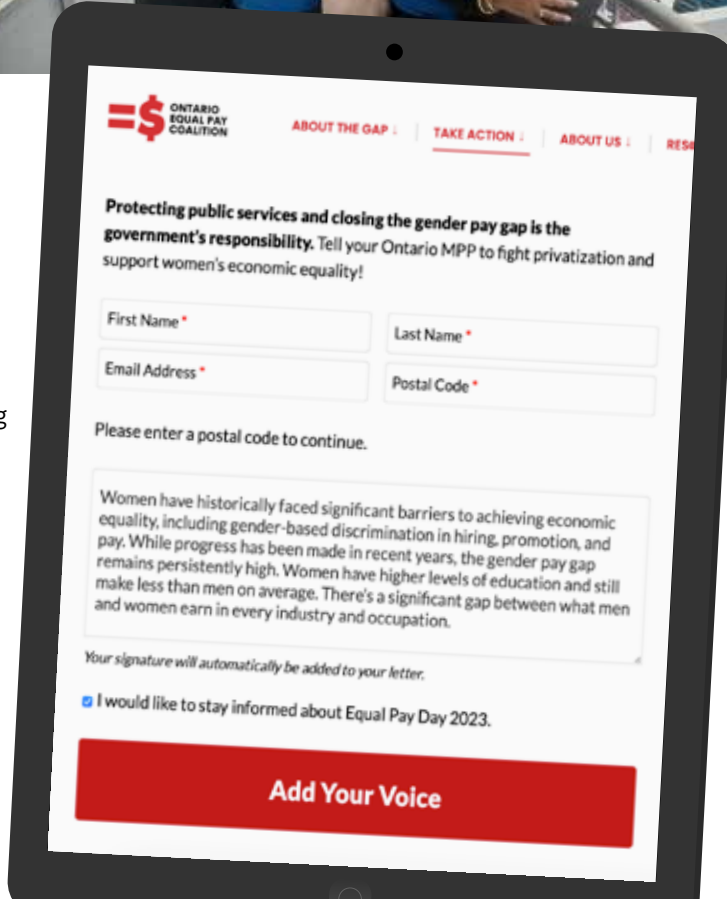 ONTARIO
EQUAL PAY
COALITION
ABOUT THE GAP ↓
TAKE ACTION ↓
ABOUT US ↓
Protecting public services and closing the gender pay gap is the
government's responsibility. Tell your Ontario MPP to fight privatization and
support women's economic equality!
First Name *
Last Name *
Email Address *
Postal Code *
Please enter a postal code to continue.
Women have historically faced significant barriers to achieving economic
equality, including gender-based discrimination in hiring, promotion, and
pay. While progress has been made in recent years, the gender pay gap
remains persistently high. Women have higher levels of education and still
make less than men on average. There's a significant gap between what men
and women earn in every industry and occupation.
Your signature will automatically be added to your letter.
I would like to stay informed about Equal Pay Day 2023.
Add Your Voice